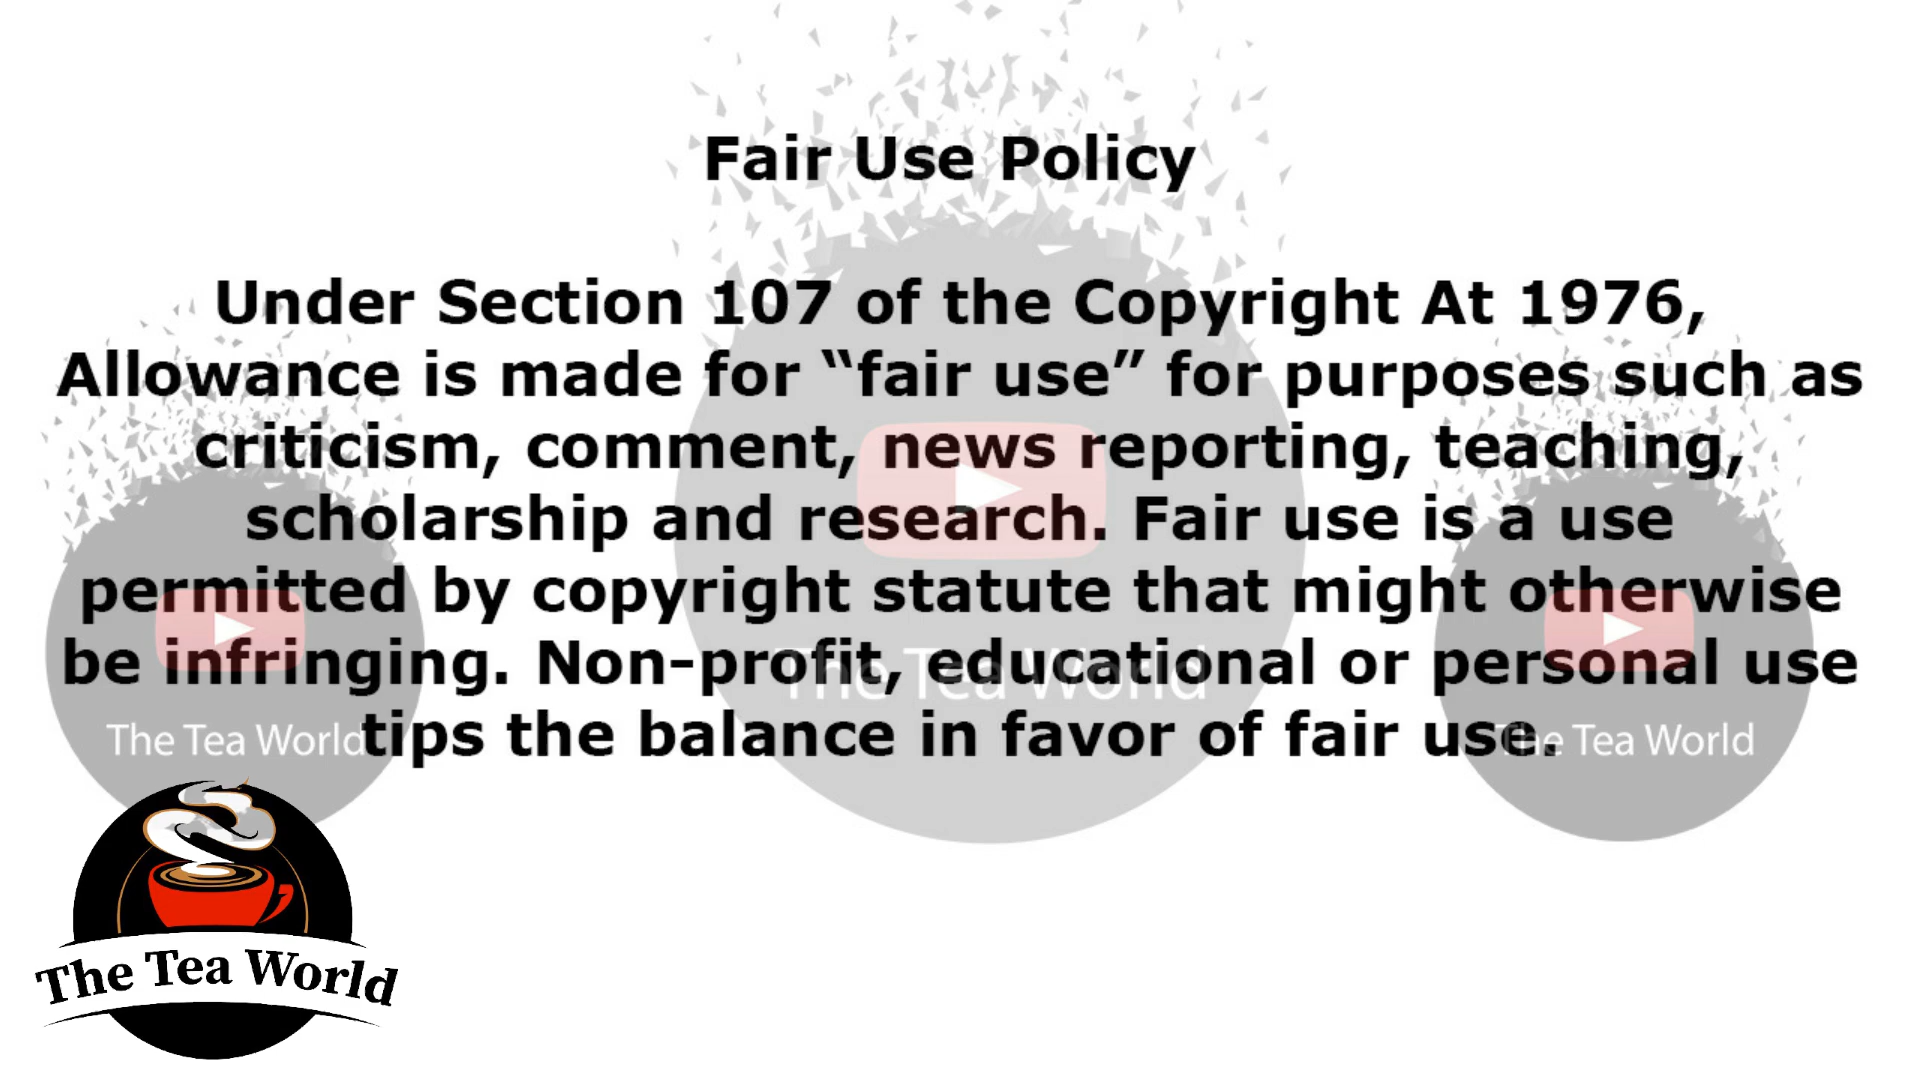 Fair Use Policy
Under Section 107 of the Copyright At 1976,
Allowance is made for “fair use” for purposes such as
criticism, comment, news reporting, teaching,
scholarship and research. Fair use is a use
permitted by copyright statute that might otherwise
be infringing. Non-profit, educational or personal use
tips the balance in favor of fair use.
The Tea World
The Tea World
The Tea World
The Tea World